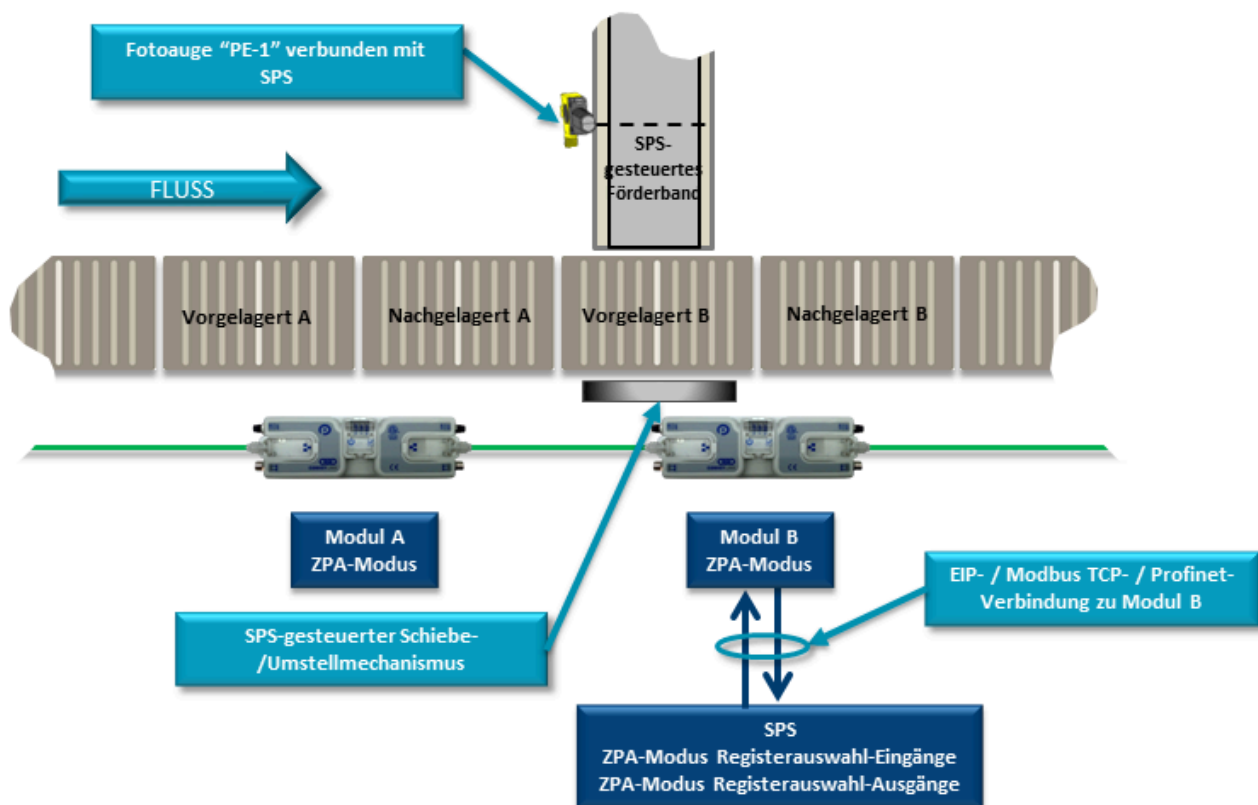 Fotoauge “PE-1” verbunden mit
SPS
SPS-
gesteuertes
Förderband
FLUSS
Vorgelagert A
Nachgelagert A
Vorgelagert B
Nachgelagert B
Modul A
ZPA-Modus
Modul B
ZPA-Modus
EIP- / Modbus TCP- / Profinet-
Verbindung zu Modul B
SPS-gesteuerter Schiebe-
/Umstellmechanismus
SPS
ZPA-Modus Registerauswahl-Eingänge
ZPA-Modus Registerauswahl-Ausgänge